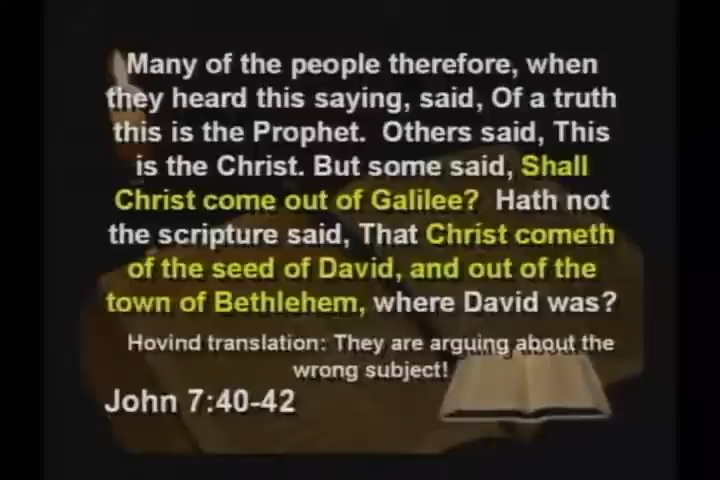 Many of the people therefore, when
they heard this saying, said, Of a truth
this is the Prophet. Others said, This
is the Christ. But some said, Shall
Christ come out of Galilee? Hath not
the scripture said, That Christ cometh
of the seed of David, and out of the
town of Bethlehem, where David was?
Hovind translation: They are arguing about the
wrong subject!
John 7:40-42